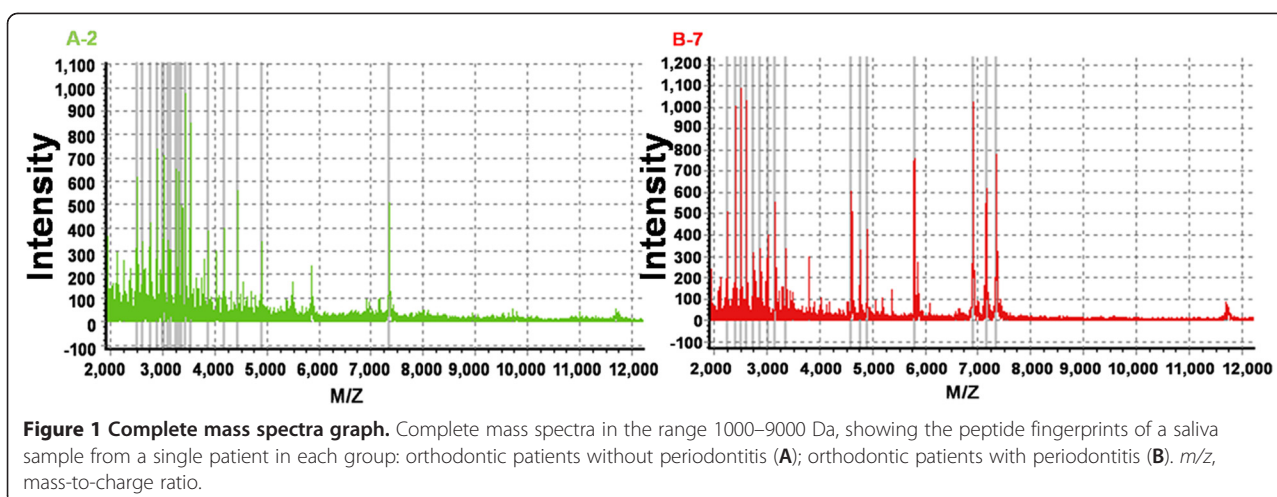 A-2
1,100
1,000
900
800
700
600
500
400
300
200
100
0
-100
Intensity
2,000 3,000 4,000 5,000 6,000 7,000 8,000 9,000 10,000 11,000 12,000
M/Z
B-7
1,200
1,100
1,000
900
800
700
600
500
400
300
200
100
0
-100
Intensity
2,000 3,000 4,000 5,000 6,000 7,000 8,000 9,000 10,000 11,000 12,000
M/Z
Figure 1 Complete mass spectra graph. Complete mass spectra in the range 1000–9000 Da, showing the peptide fingerprints of a saliva
sample from a single patient in each group: orthodontic patients without periodontitis (A); orthodontic patients with periodontitis (B). m/z,
mass-to-charge ratio.